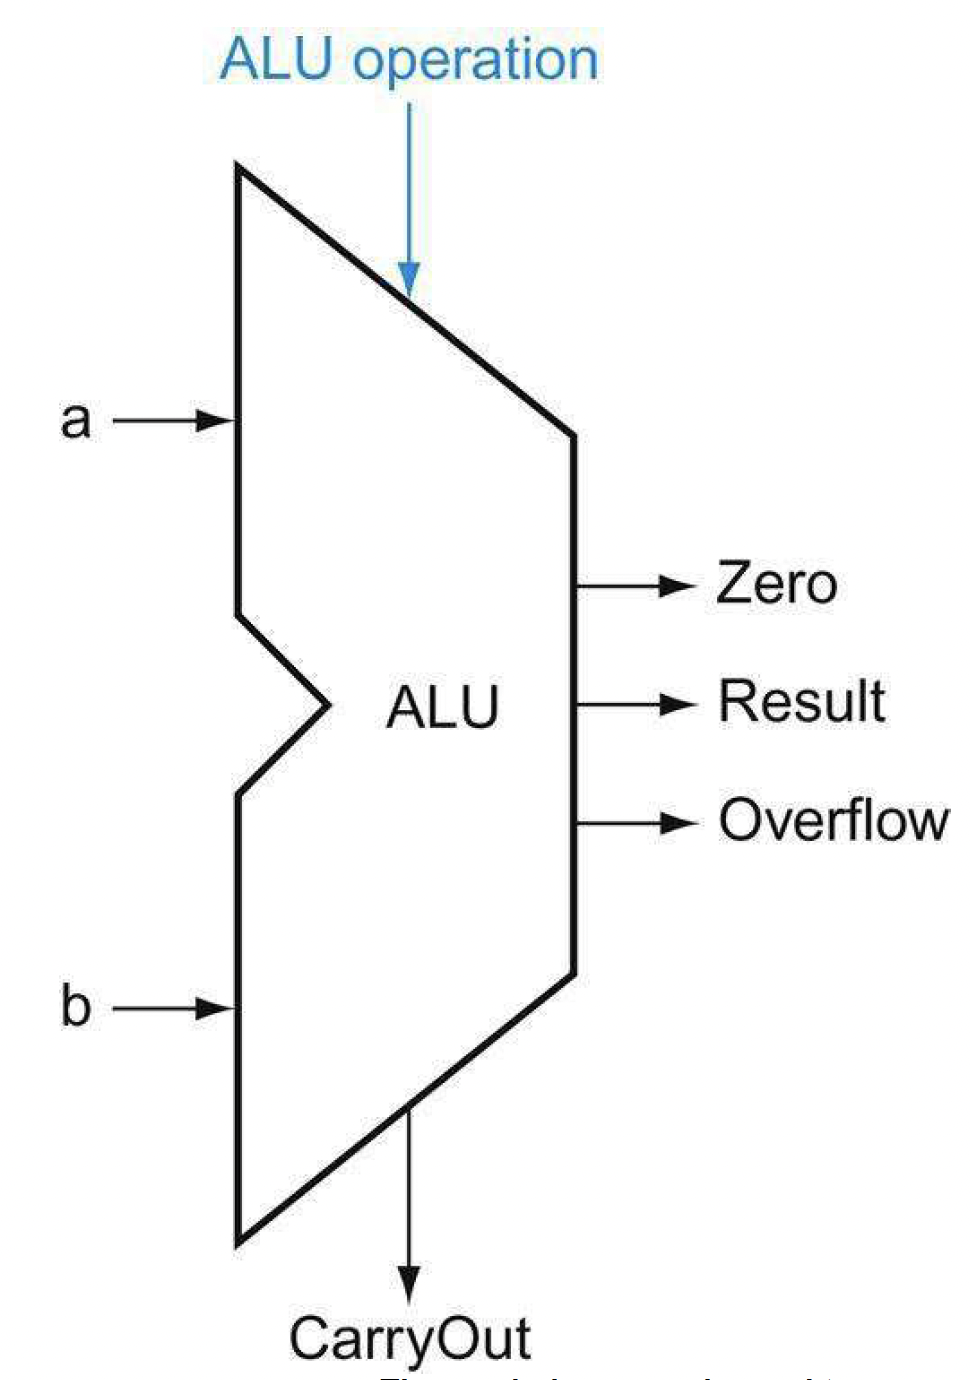 ALU operation
a
Zero
ALU
Result
Overflow
b
CarryOut